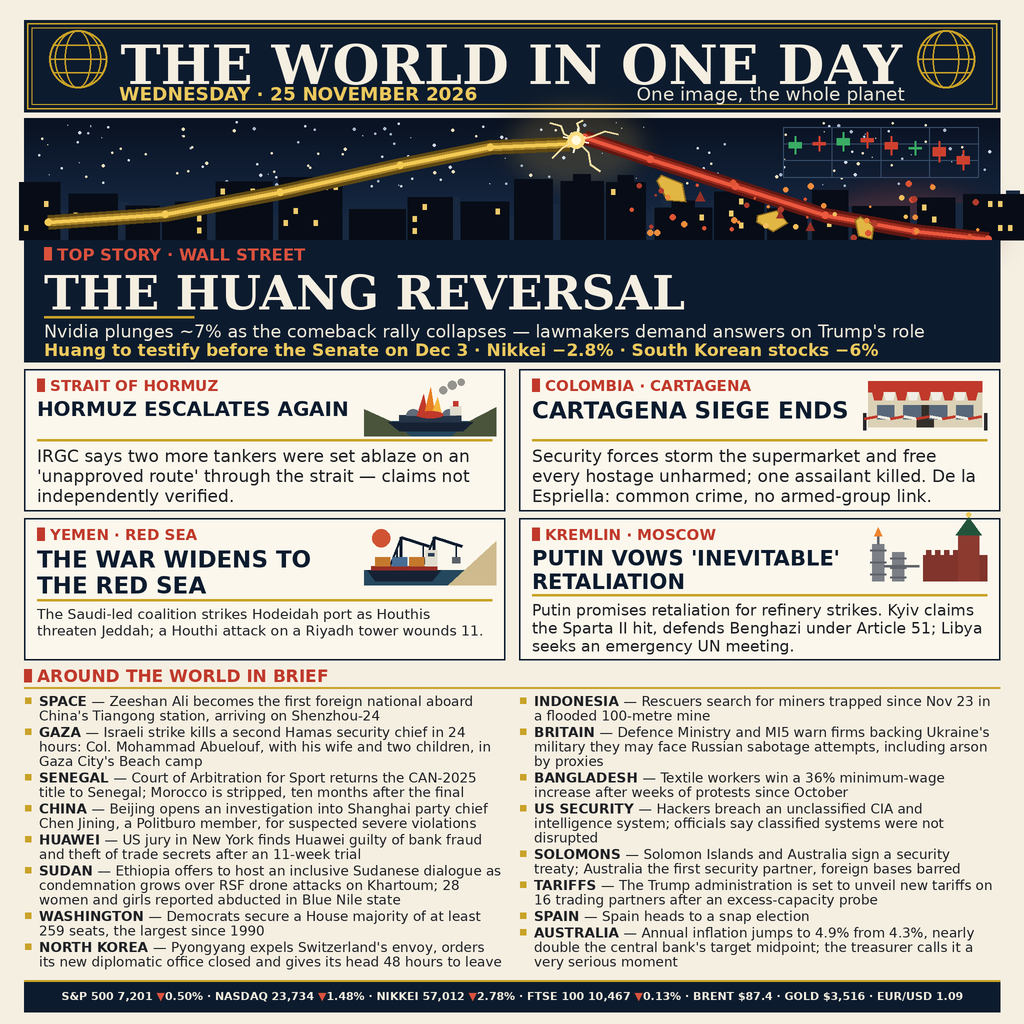 THE WORLD IN ONE DAY
WEDNESDAY · 25 NOVEMBER 2026
One image, the whole planet
TOP STORY · WALL STREET
THE HUANG REVERSAL
Nvidia plunges ~7% as the comeback rally collapses — lawmakers demand answers on Trump's role
Huang to testify before the Senate on Dec 3 · Nikkei −2.8% · South Korean stocks −6%
STRAIT OF HORMUZ
HORMUZ ESCALATES AGAIN
IRGC says two more tankers were set ablaze on an
'unapproved route' through the strait — claims not
independently verified.
COLOMBIA · CARTAGENA
CARTAGENA SIEGE ENDS
Security forces storm the supermarket and free
every hostage unharmed; one assailant killed. De la
Espriella: common crime, no armed-group link.
YEMEN · RED SEA
THE WAR WIDENS TO
THE RED SEA
The Saudi-led coalition strikes Hodeidah port as Houthis
threaten Jeddah; a Houthi attack on a Riyadh tower wounds 11.
KREMLIN · MOSCOW
PUTIN VOWS 'INEVITABLE'
RETALIATION
Putin promises retaliation for refinery strikes. Kyiv claims
the Sparta II hit, defends Benghazi under Article 51; Libya
seeks an emergency UN meeting.
AROUND THE WORLD IN BRIEF
SPACE — Zeeshan Ali becomes the first foreign national aboard
China's Tiangong station, arriving on Shenzhou-24
GAZA — Israeli strike kills a second Hamas security chief in 24
hours: Col. Mohammad Abuelouf, with his wife and two children, in
Gaza City's Beach camp
SENEGAL — Court of Arbitration for Sport returns the CAN-2025
title to Senegal; Morocco is stripped, ten months after the final
CHINA — Beijing opens an investigation into Shanghai party chief
Chen Jining, a Politburo member, for suspected severe violations
HUAWEI — US jury in New York finds Huawei guilty of bank fraud
and theft of trade secrets after an 11-week trial
SUDAN — Ethiopia offers to host an inclusive Sudanese dialogue as
condemnation grows over RSF drone attacks on Khartoum; 28
women and girls reported abducted in Blue Nile state
WASHINGTON — Democrats secure a House majority of at least
259 seats, the largest since 1990
NORTH KOREA — Pyongyang expels Switzerland's envoy, orders
its new diplomatic office closed and gives its head 48 hours to leave
INDONESIA — Rescuers search for miners trapped since Nov 23 in
a flooded 100-metre mine
BRITAIN — Defence Ministry and MI5 warn firms backing Ukraine's
military they may face Russian sabotage attempts, including arson
by proxies
BANGLADESH — Textile workers win a 36% minimum-wage
increase after weeks of protests since October
US SECURITY — Hackers breach an unclassified CIA and
intelligence system; officials say classified systems were not
disrupted
SOLOMONS — Solomon Islands and Australia sign a security
treaty; Australia the first security partner, foreign bases barred
TARIFFS — The Trump administration is set to unveil new tariffs on
16 trading partners after an excess-capacity probe
SPAIN — Spain heads to a snap election
AUSTRALIA — Annual inflation jumps to 4.9% from 4.3%, nearly
double the central bank's target midpoint; the treasurer calls it a
very serious moment
S&P 500 7,201 ▼0.50% · NASDAQ 23,734 ▼1.48% · NIKKEI 57,012 ▼2.78% · FTSE 100 10,467 ▼0.13% · BRENT $87.4 · GOLD $3,516 · EUR/USD 1.09